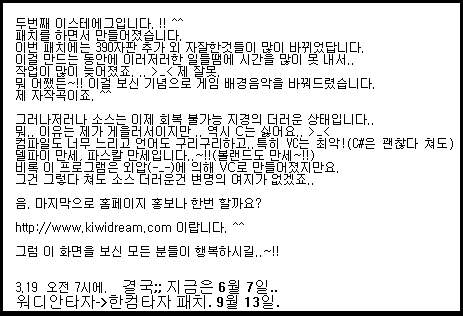 두번째 이스테에그입니다. !! ^^
패치를 하면서 만들어졌습니다.
이번 패치에는 390자판 추가 외 자잘한것들이 많이 바뀌었답니다.
이걸 만드는 동안에 이러저러한 일들땜에 시간을 많이 못 내서..
작업이 많이 늦어졌죠. .. >_< 제 잘못.
뭐 어쨌든~!! 이걸 보신 기념으로 게임 배경음악을 바꿔드렸습니다.
제 자작곡이죠. ^^
그러나저러나 소스는 이제 회복 불가능 지경의 더러운 상태입니다..
뭐.. 이유는 제가 게을러서이지만.. 역시 C는 싫어요.. >_<
컴파일도 너무 느리고 언어도 구리구리하고.. 특히 VC는 최악!(C#은 괜찮다 쳐도)
델파이 만세, 파스칼 만세입니다..~!!(볼랜드도 만세~!!)
비록 이 프로그램은 외압(-_-)에 의해 VC로 만들어졌지만요.
그건 그렇다 쳐도 소스 더러운건 변명의 여지가 없겠죠..
음. 마지막으로 홈페이지 홍보나 한번 할까요?
http://www.kiwidream.com 이랍니다. ^^
그럼 이 화면을 보신 모든 분들이 행복하시길..~!!
3.19 오전 7시에. 결국;; 지금은 6월 7일..
워디안타자->한컴타자 패치. 9월 13일.